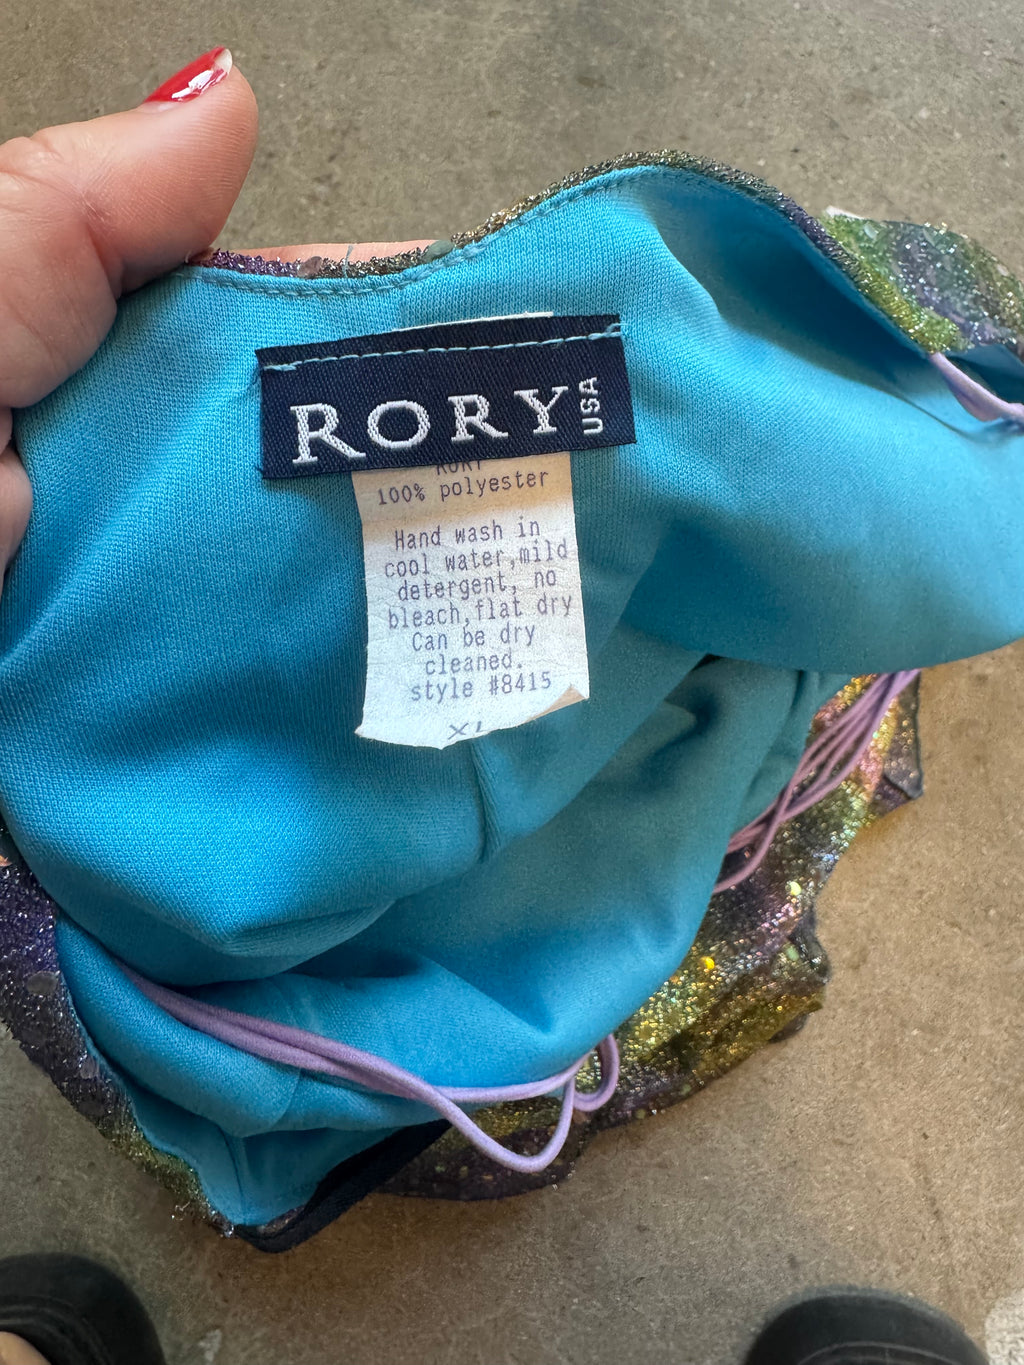 RORY USA
RORY
100% polyester
Hand wash in
cool water,mild
detergent, no
bleach,flat dry
Can be dry
cleaned.
style #8415
XL